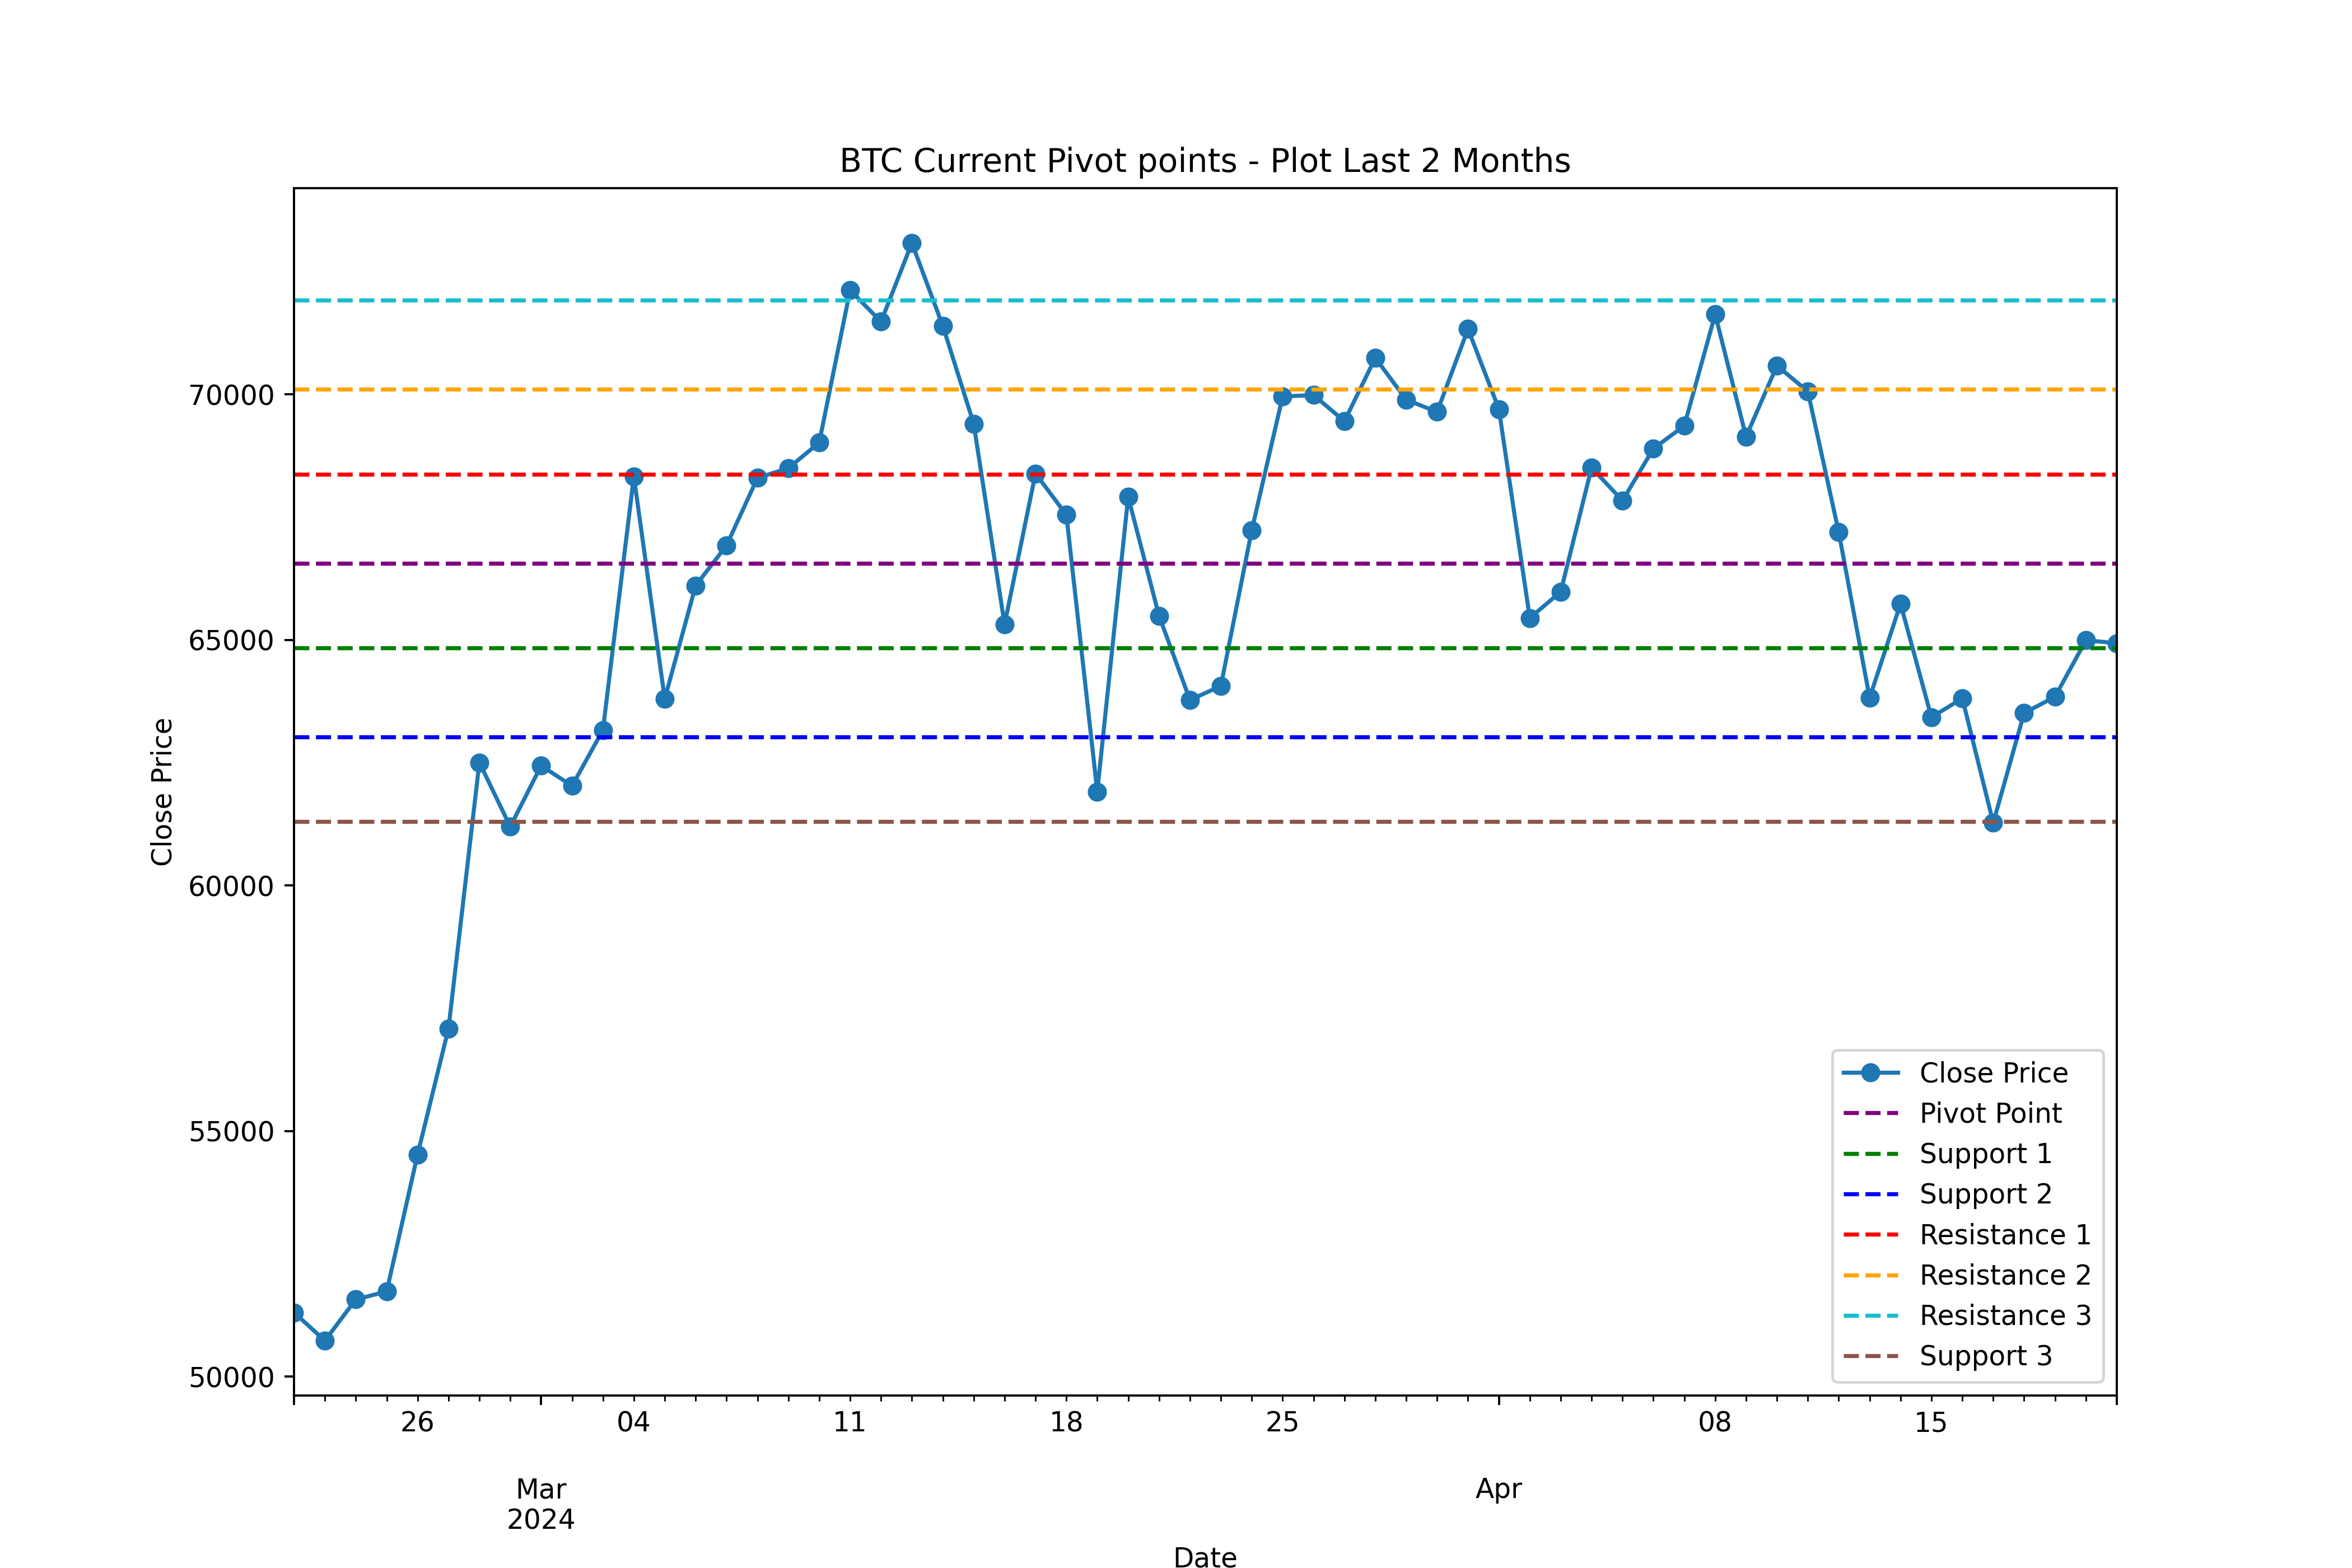 BTC Current Pivot points - Plot Last 2 Months
Close Price
70000
65000
60000
55000
50000
Close Price
Pivot Point
Support 1
Support 2
Resistance 1
Resistance 2
Resistance 3
Support 3
26
04
11
18
25
08
15
Mar
2024
Apr
Date